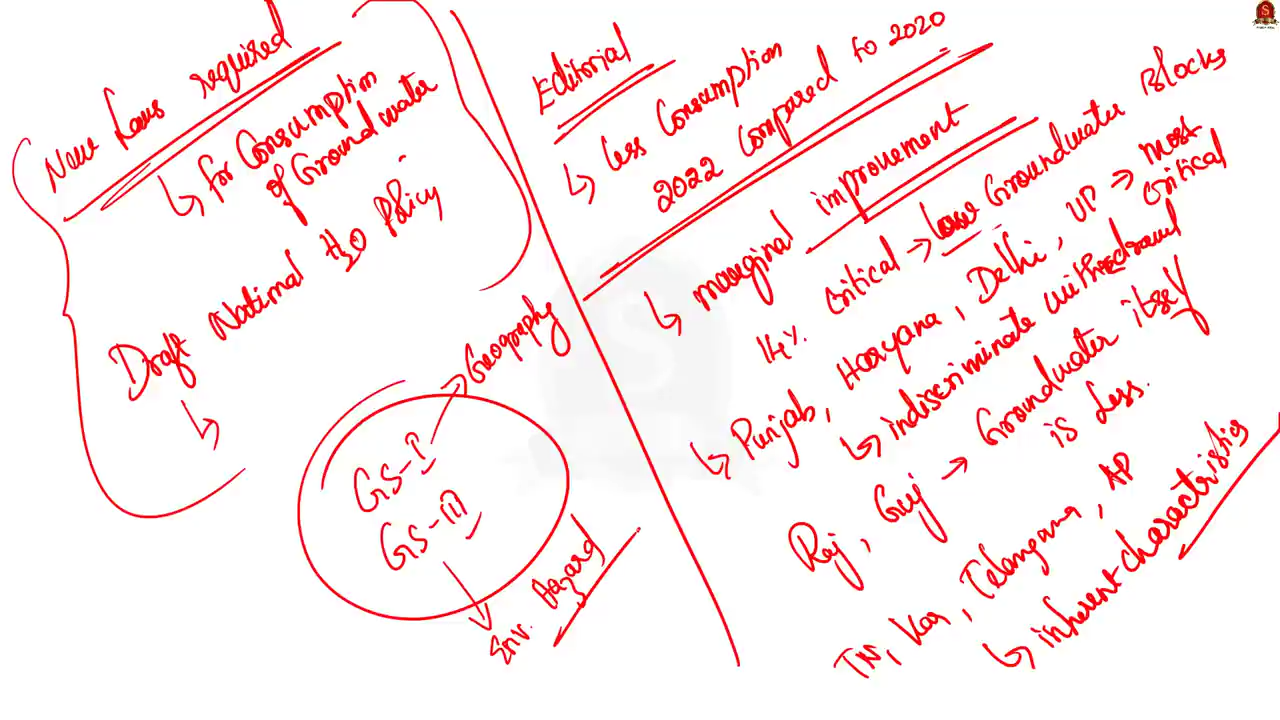 New Laws required
↳ for Consumption
of Groundwater
Draft National H2O Policy
↳
Geography
GS-I
GS-III
Env. Hazard
Editorial
↳ less Consumption
2022 Compared to 2020
↳ marginal improvement
14% critical → low Groundwater Blocks
↳ Punjab, Haryana, Delhi, UP → most
critical
↳ indiscriminate withdrawl
Raj, Guj → Groundwater itself
is less.
TN, Kar, Telangana, AP
↳ inherent characteristics